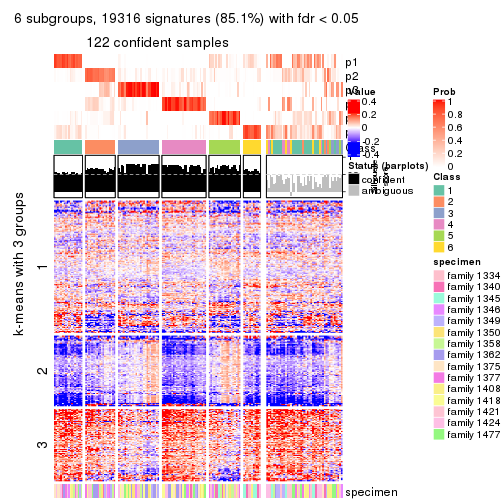 6 subgroups, 19316 signatures (85.1%) with fdr < 0.05
122 confident samples
p1
p2
Value
0.4
0.2
0
-0.2
Prob
1
0.8
0.6
0.4
0.2
0
Class
1
2
3
4
5
6
Status (barplots)
confident
ambiguous
k-means with 3 groups
1
2
3
specimen
family 1334
family 1340
family 1345
family 1346
family 1349
family 1350
family 1358
family 1362
family 1375
family 1377
family 1408
family 1418
family 1421
family 1424
family 1477
specimen